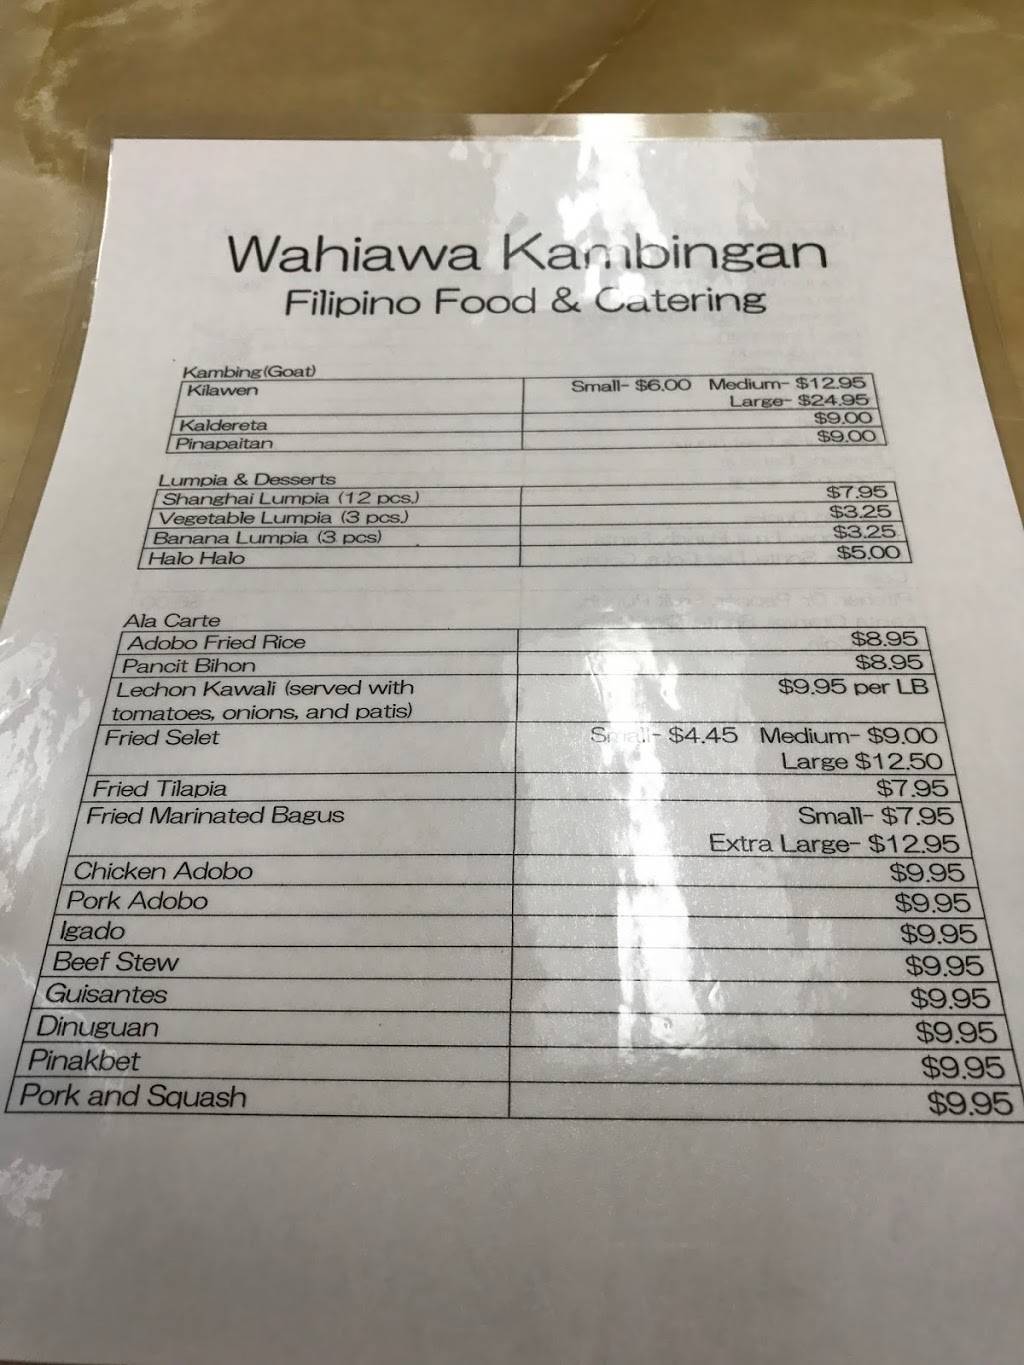 Wahiawa Kambingan
Filipino Food & Catering
Kambing(Goat)
Kilawen Small- $6.00 Medium- $12.95
Large- $24.95
Kaldereta $9.00
Pinapaitan $9.00
Lumpia & Desserts
Shanghai Lumpia (12 pcs.) $7.95
Vegetable Lumpia (3 pcs.) $3.25
Banana Lumpia (3 pcs) $3.25
Halo Halo $5.00
Ala Carte
Adobo Fried Rice $8.95
Pancit Bihon $8.95
Lechon Kawali (served with $9.95 per LB
tomatoes, onions, and patis)
Fried Selet Small- $4.45 Medium- $9.00
Large $12.50
Fried Tilapia $7.95
Fried Marinated Bagus Small- $7.95
Extra Large- $12.95
Chicken Adobo $9.95
Pork Adobo $9.95
Igado $9.95
Beef Stew $9.95
Guisantes $9.95
Dinuguan $9.95
Pinakbet $9.95
Pork and Squash $9.95